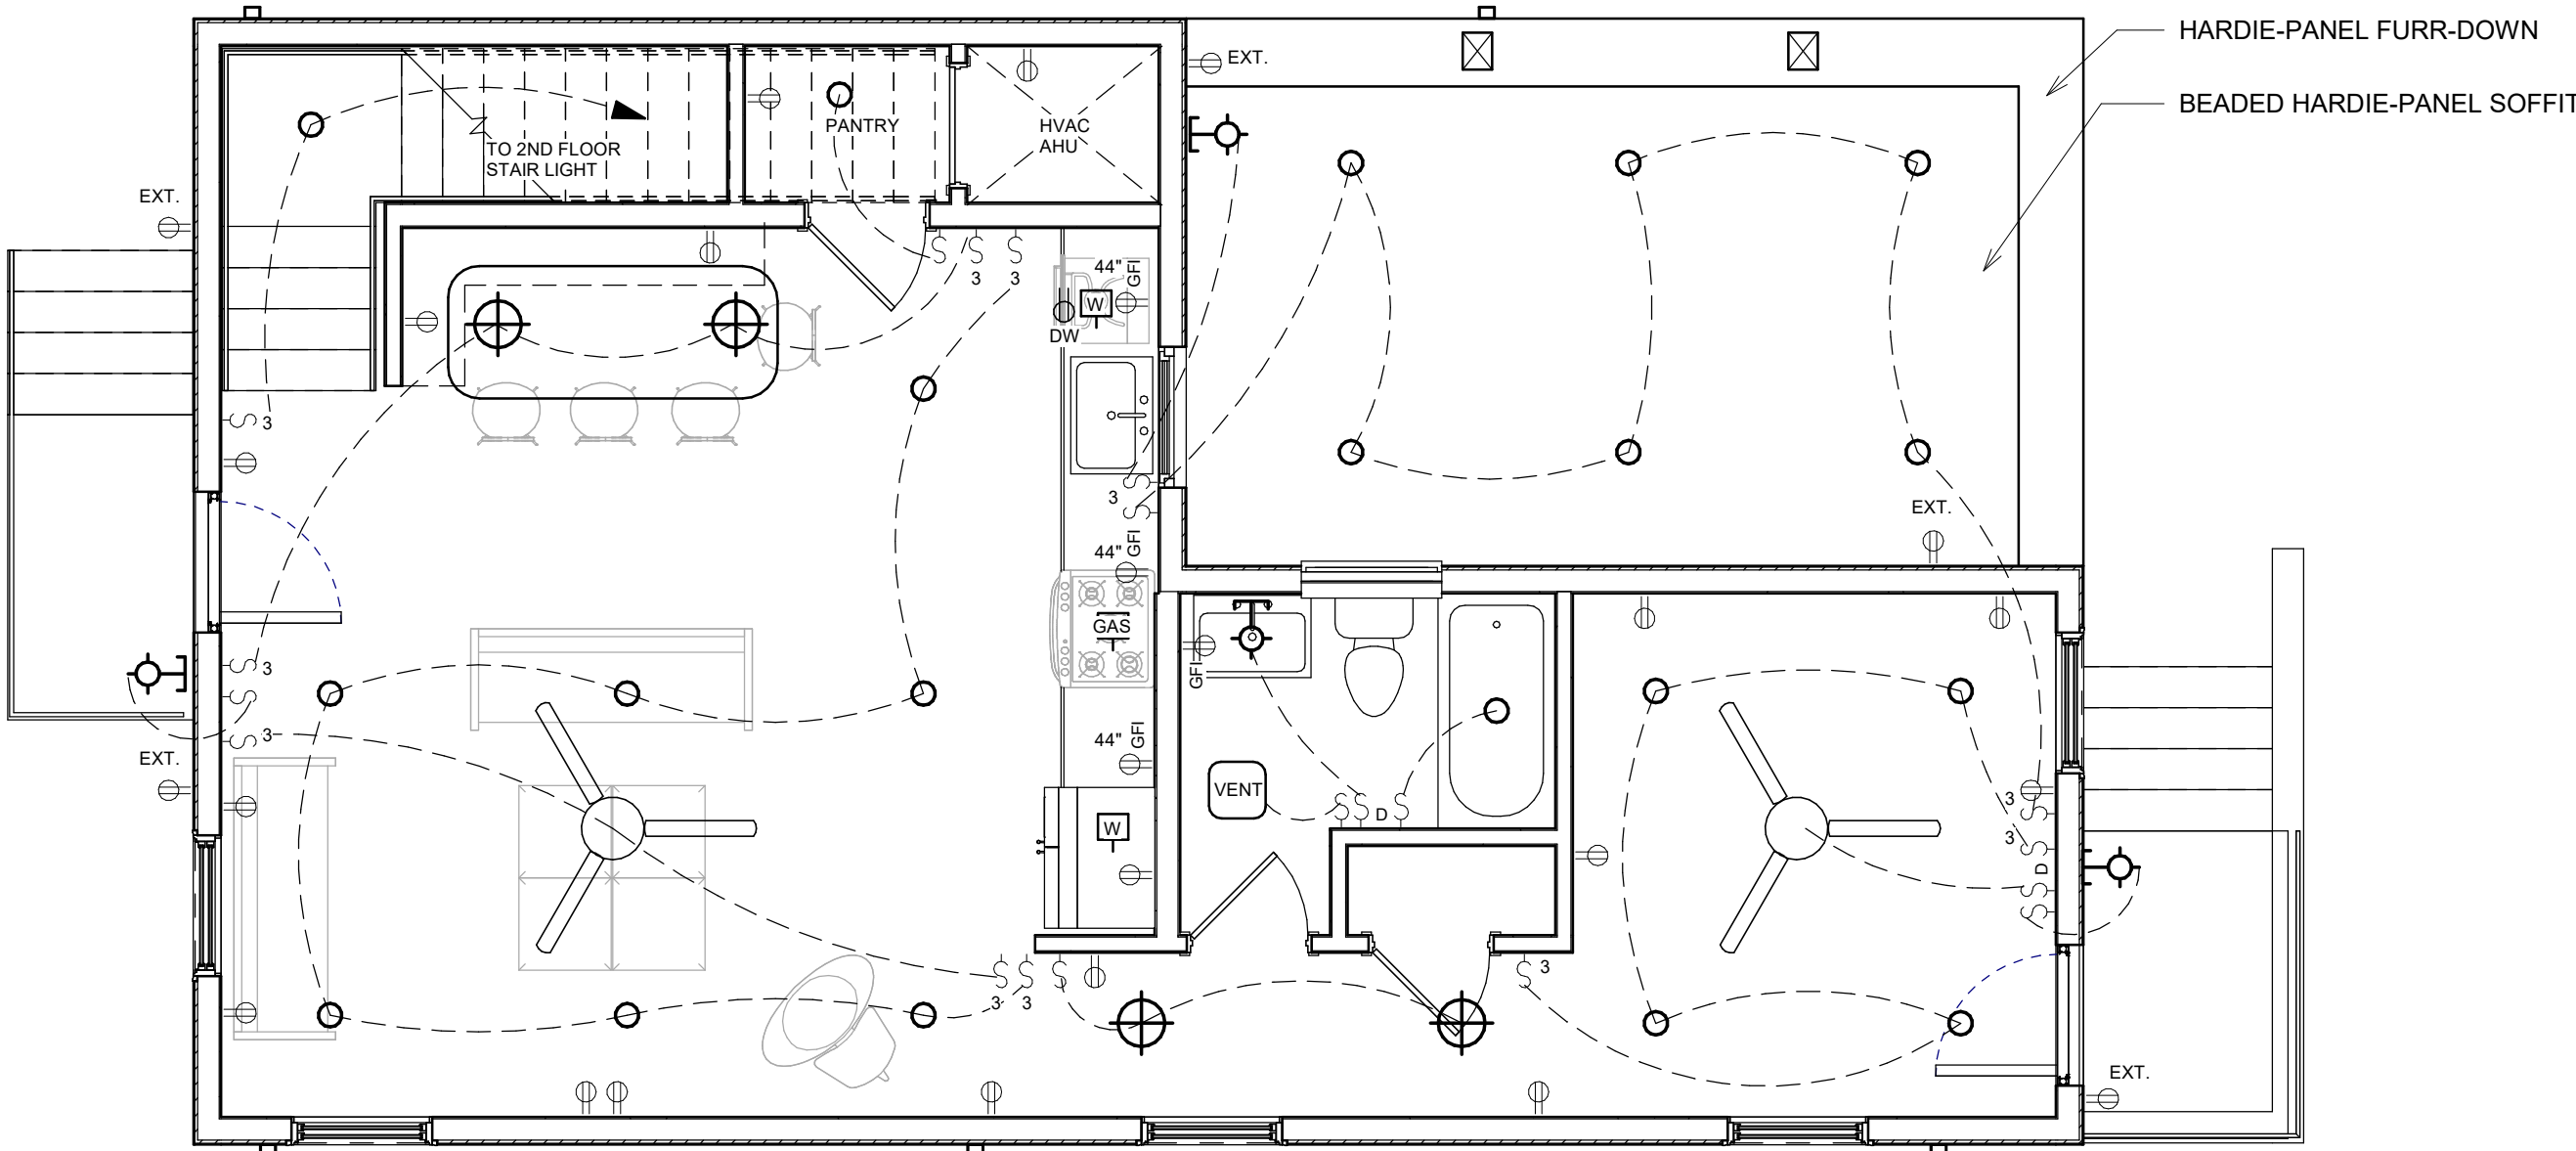 HARDIE-PANEL FURR-DOWN
EXT.
BEADED HARDIE-PANEL SOFFIT
PANTRY
HVAC
AHU
TO 2ND FLOOR
STAIR LIGHT
EXT.
3
3
44"
GFI
W
DW
3
3
EXT.
44"
GFI
GAS
3
GFI
3
44"
GFI
EXT.
VENT
D
3
3
W
D
3
3
3
EXT.